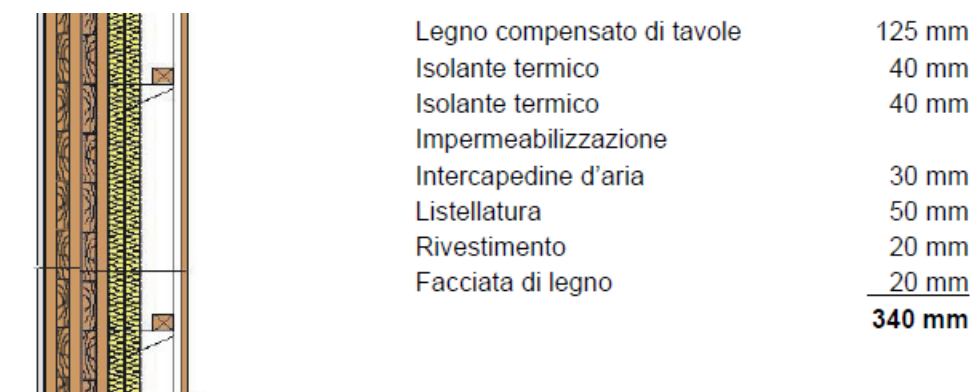 Legno compensato di tavole 125 mm
Isolante termico 40 mm
Isolante termico 40 mm
Impermeabilizzazione
Intercapedine d'aria 30 mm
Listellatura 50 mm
Rivestimento 20 mm
Facciata di legno 20 mm
340 mm